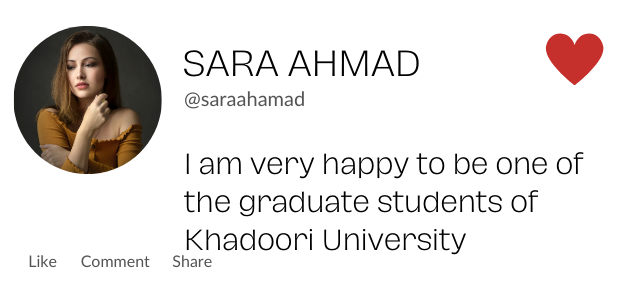 SARA AHMAD
@saraahamad
I am very happy to be one of
the graduate students of
Khadoori University
Like Comment Share